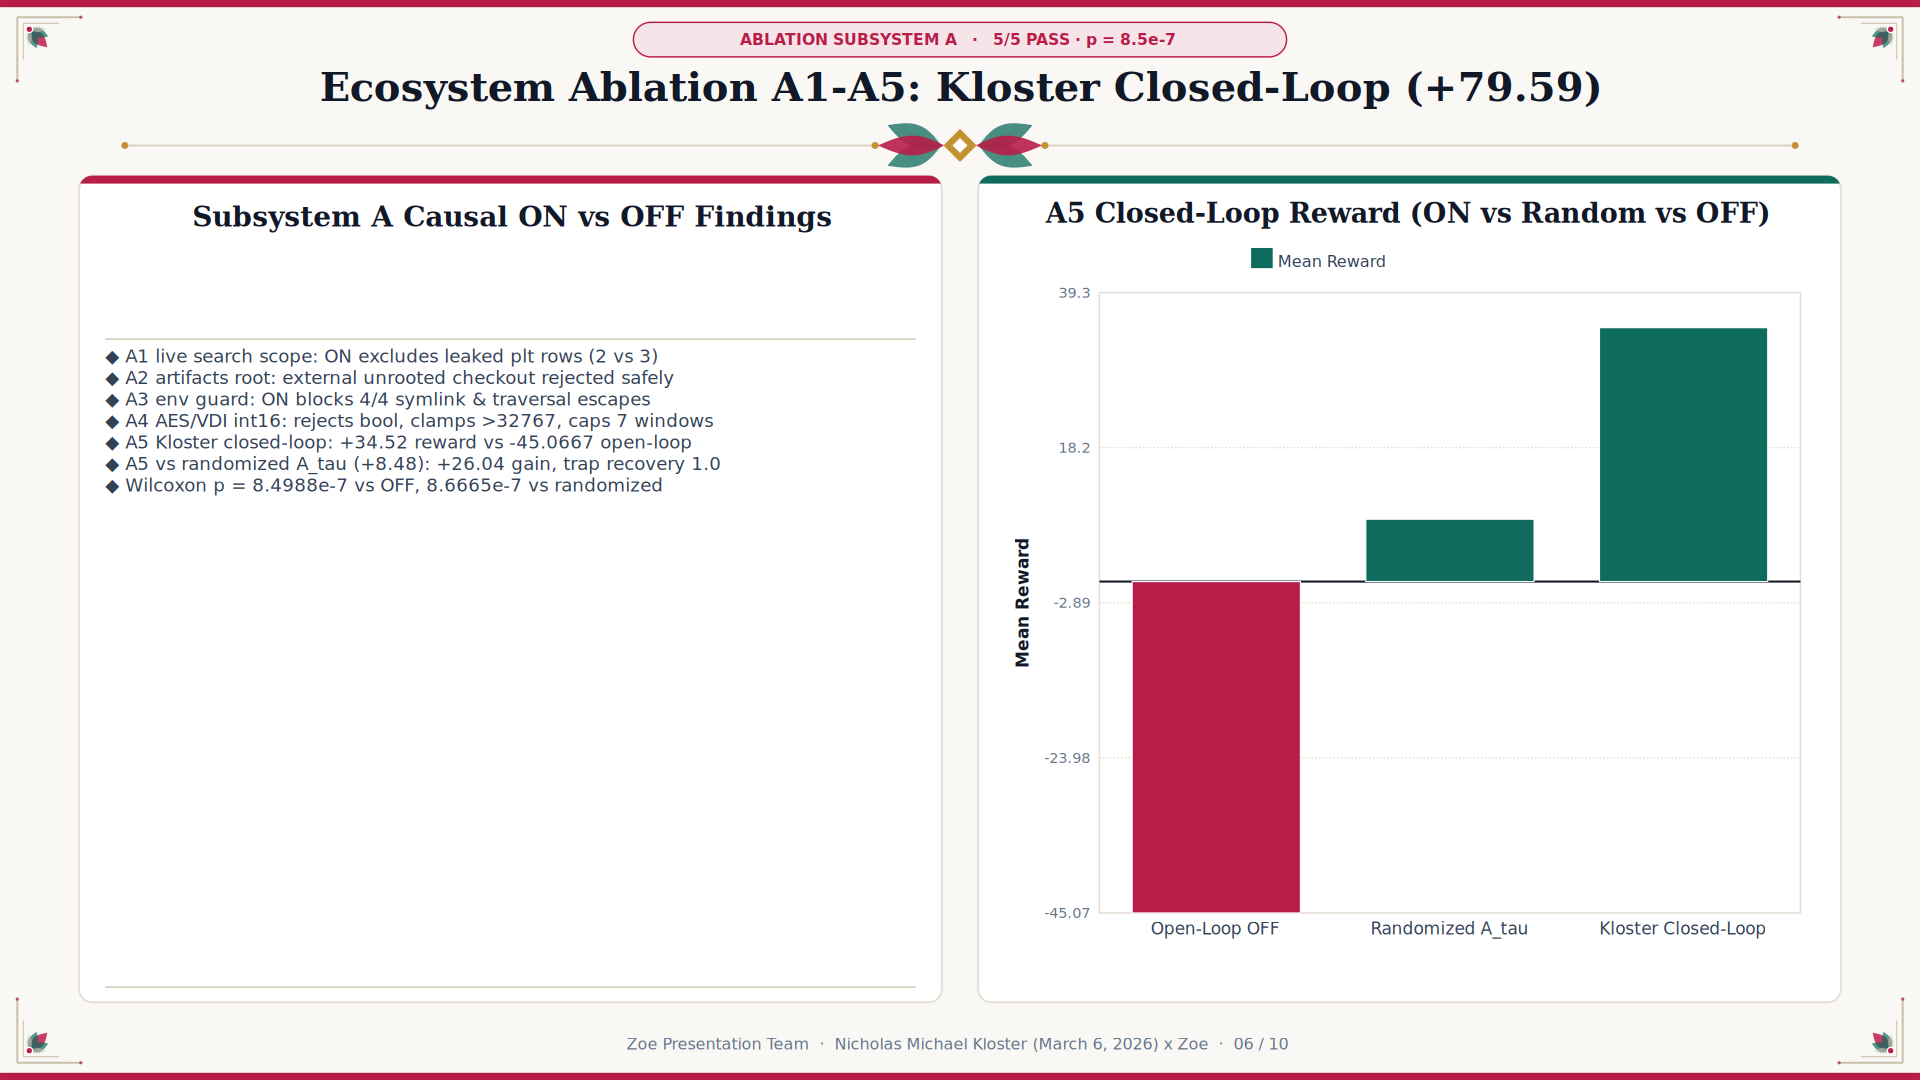 ABLATION SUBSYSTEM A · 5/5 PASS · p = 8.5e-7
Ecosystem Ablation A1-A5: Kloster Closed-Loop (+79.59)
Subsystem A Causal ON vs OFF Findings
◆ A1 live search scope: ON excludes leaked plt rows (2 vs 3)
◆ A2 artifacts root: external unrooted checkout rejected safely
◆ A3 env guard: ON blocks 4/4 symlink & traversal escapes
◆ A4 AES/VDI int16: rejects bool, clamps >32767, caps 7 windows
◆ A5 Kloster closed-loop: +34.52 reward vs -45.0667 open-loop
◆ A5 vs randomized A_tau (+8.48): +26.04 gain, trap recovery 1.0
◆ Wilcoxon p = 8.4988e-7 vs OFF, 8.6665e-7 vs randomized
A5 Closed-Loop Reward (ON vs Random vs OFF)
Mean Reward
39.3
18.2
-2.89
-23.98
-45.07
Mean Reward
Open-Loop OFF
Randomized A_tau
Kloster Closed-Loop
Zoe Presentation Team · Nicholas Michael Kloster (March 6, 2026) x Zoe · 06 / 10